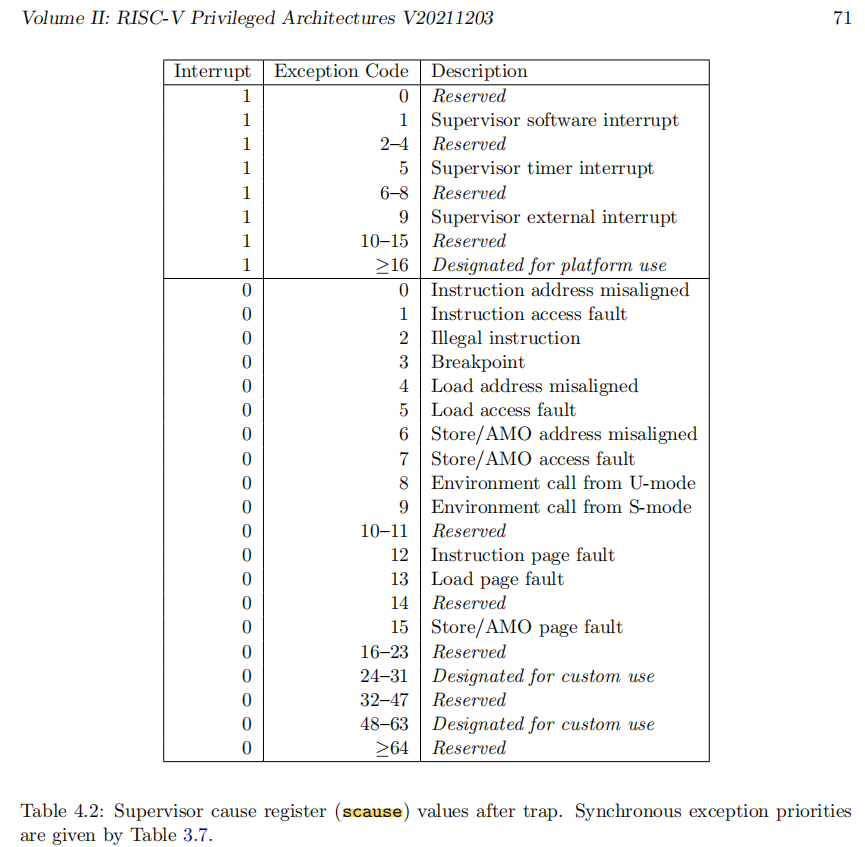 Volume II: RISC-V Privileged Architectures V20211203 71
Interrupt Exception Code Description
1 0 Reserved
1 1 Supervisor software interrupt
1 2–4 Reserved
1 5 Supervisor timer interrupt
1 6–8 Reserved
1 9 Supervisor external interrupt
1 10–15 Reserved
1 ≥16 Designated for platform use
0 0 Instruction address misaligned
0 1 Instruction access fault
0 2 Illegal instruction
0 3 Breakpoint
0 4 Load address misaligned
0 5 Load access fault
0 6 Store/AMO address misaligned
0 7 Store/AMO access fault
0 8 Environment call from U-mode
0 9 Environment call from S-mode
0 10–11 Reserved
0 12 Instruction page fault
0 13 Load page fault
0 14 Reserved
0 15 Store/AMO page fault
0 16–23 Reserved
0 24–31 Designated for custom use
0 32–47 Reserved
0 48–63 Designated for custom use
0 ≥64 Reserved
Table 4.2: Supervisor cause register (scause) values after trap. Synchronous exception priorities
are given by Table 3.7.